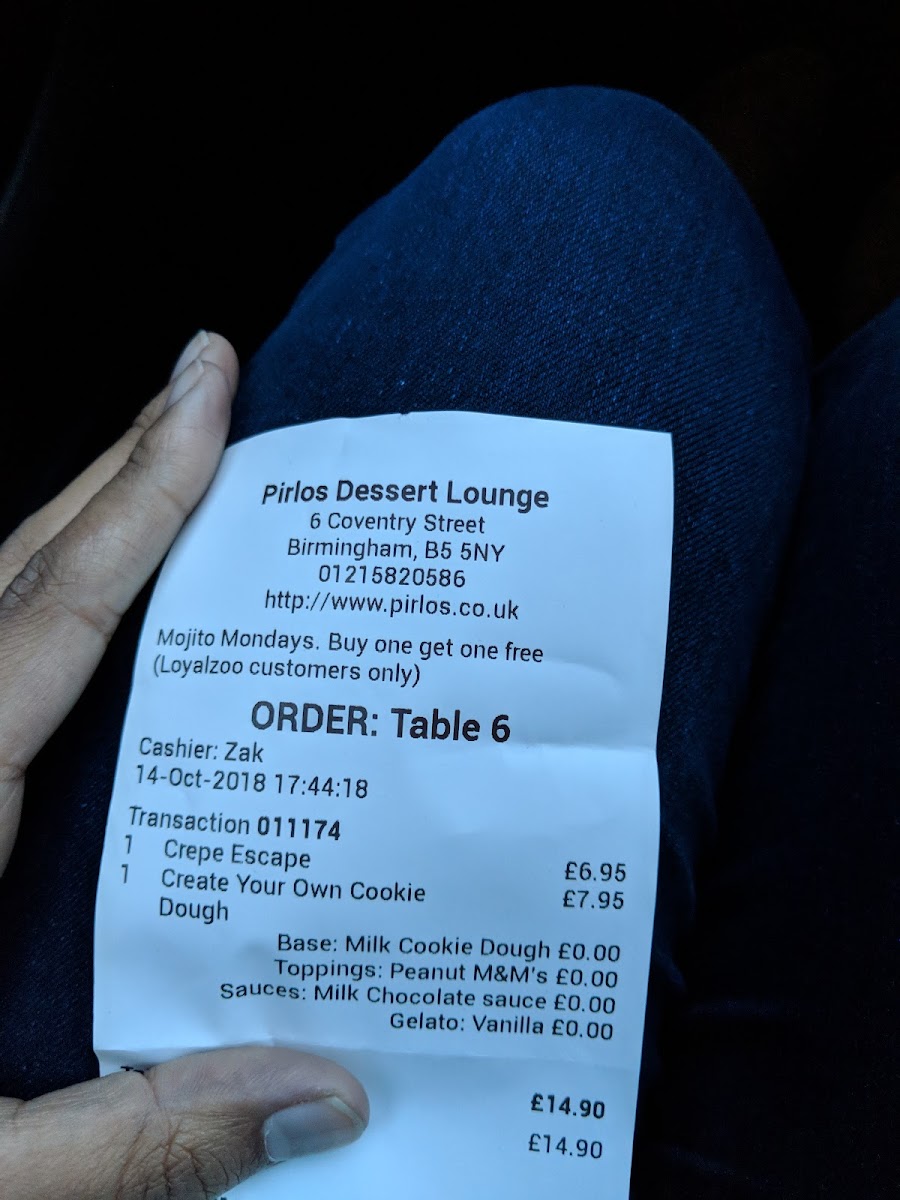 Pirlos Dessert Lounge
6 Coventry Street
Birmingham, B5 5NY
01215820586
http://www.pirlos.co.uk
Mojito Mondays. Buy one get one free
(Loyalzoo customers only)
ORDER: Table 6
Cashier: Zak
14-Oct-2018 17:44:18
Transaction 011174
1 Crepe Escape £6.95
1 Create Your Own Cookie £7.95
Dough
Base: Milk Cookie Dough £0.00
Toppings: Peanut M&M's £0.00
Sauces: Milk Chocolate sauce £0.00
Gelato: Vanilla £0.00
£14.90
£14.90